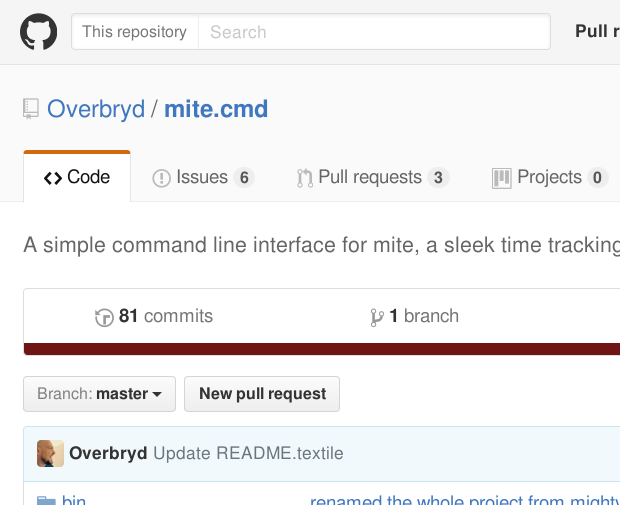 This repository Search Pull r
Overbryd / mite.cmd
Code Issues 6 Pull requests 3 Projects 0
A simple command line interface for mite, a sleek time tracking
81 commits 1 branch
Branch: master New pull request
Overbryd Update README.textile
bin renamed the whole project from mighty